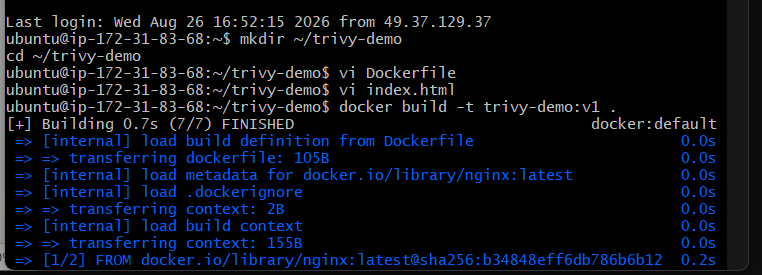 Last login: Wed Aug 26 16:52:15 2026 from 49.37.129.37
ubuntu@ip-172-31-83-68:~$ mkdir ~/trivy-demo
cd ~/trivy-demo
ubuntu@ip-172-31-83-68:~/trivy-demo$ vi Dockerfile
ubuntu@ip-172-31-83-68:~/trivy-demo$ vi index.html
ubuntu@ip-172-31-83-68:~/trivy-demo$ docker build -t trivy-demo:v1 .
[+] Building 0.7s (7/7) FINISHED docker:default
=> [internal] load build definition from Dockerfile 0.0s
=> => transferring dockerfile: 105B 0.0s
=> [internal] load metadata for docker.io/library/nginx:latest 0.0s
=> [internal] load .dockerignore 0.0s
=> => transferring context: 2B 0.0s
=> [internal] load build context 0.0s
=> => transferring context: 155B 0.0s
=> [1/2] FROM docker.io/library/nginx:latest@sha256:b34848eff6db786b6b12 0.2s